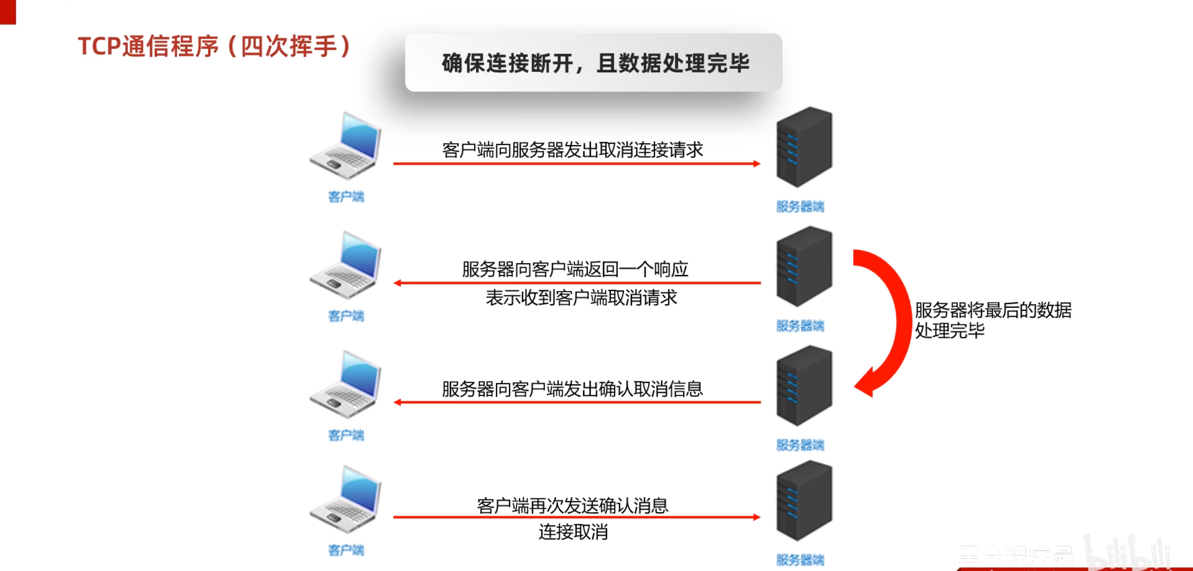 TCP通信程序（四次挥手）
确保连接断开，且数据处理完毕
客户端向服务器发出取消连接请求
客户端
服务器端
服务器向客户端返回一个响应
表示收到客户端取消请求
客户端
服务器端
服务器将最后的数据
处理完毕
服务器向客户端发出确认取消信息
客户端
服务器端
客户端再次发送确认消息
连接取消
客户端
服务器端
bilibili